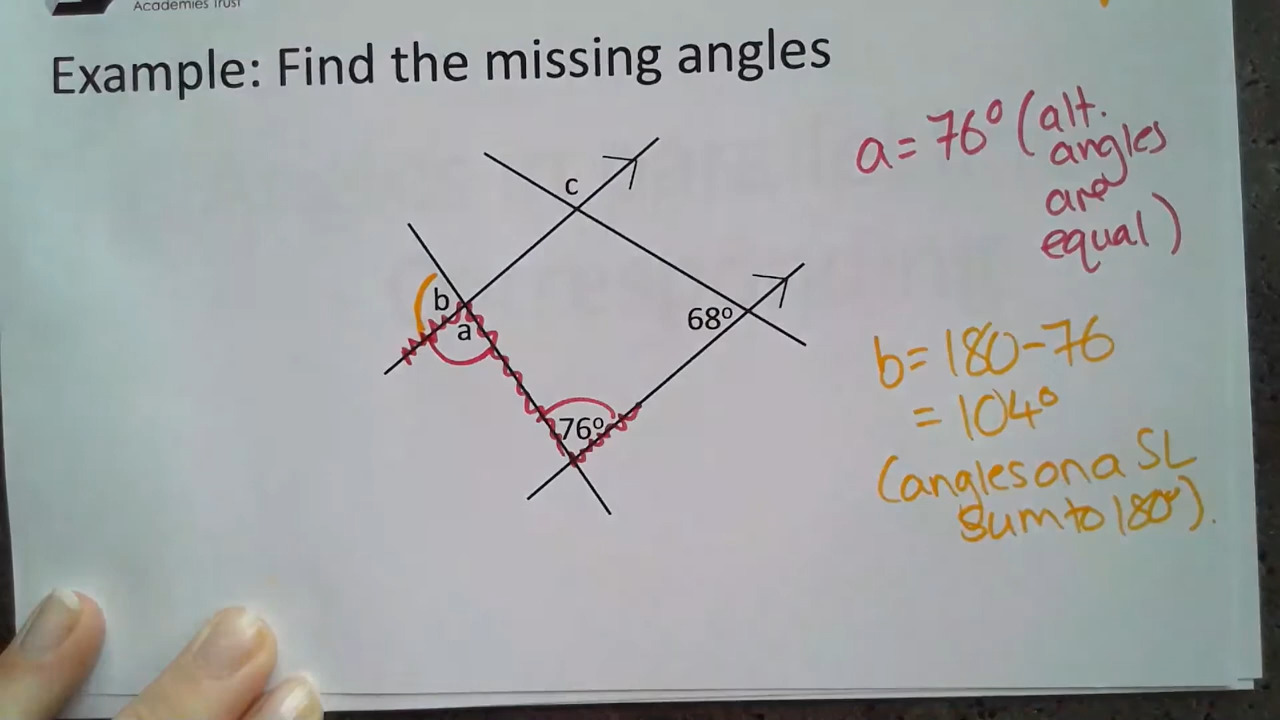 Academies Trust
Example: Find the missing angles
a = 76° (alt.
angles
are
equal)
c
b
a
68°
76°
b = 180 - 76
= 104°
(angles on a SL
sum to 180°).